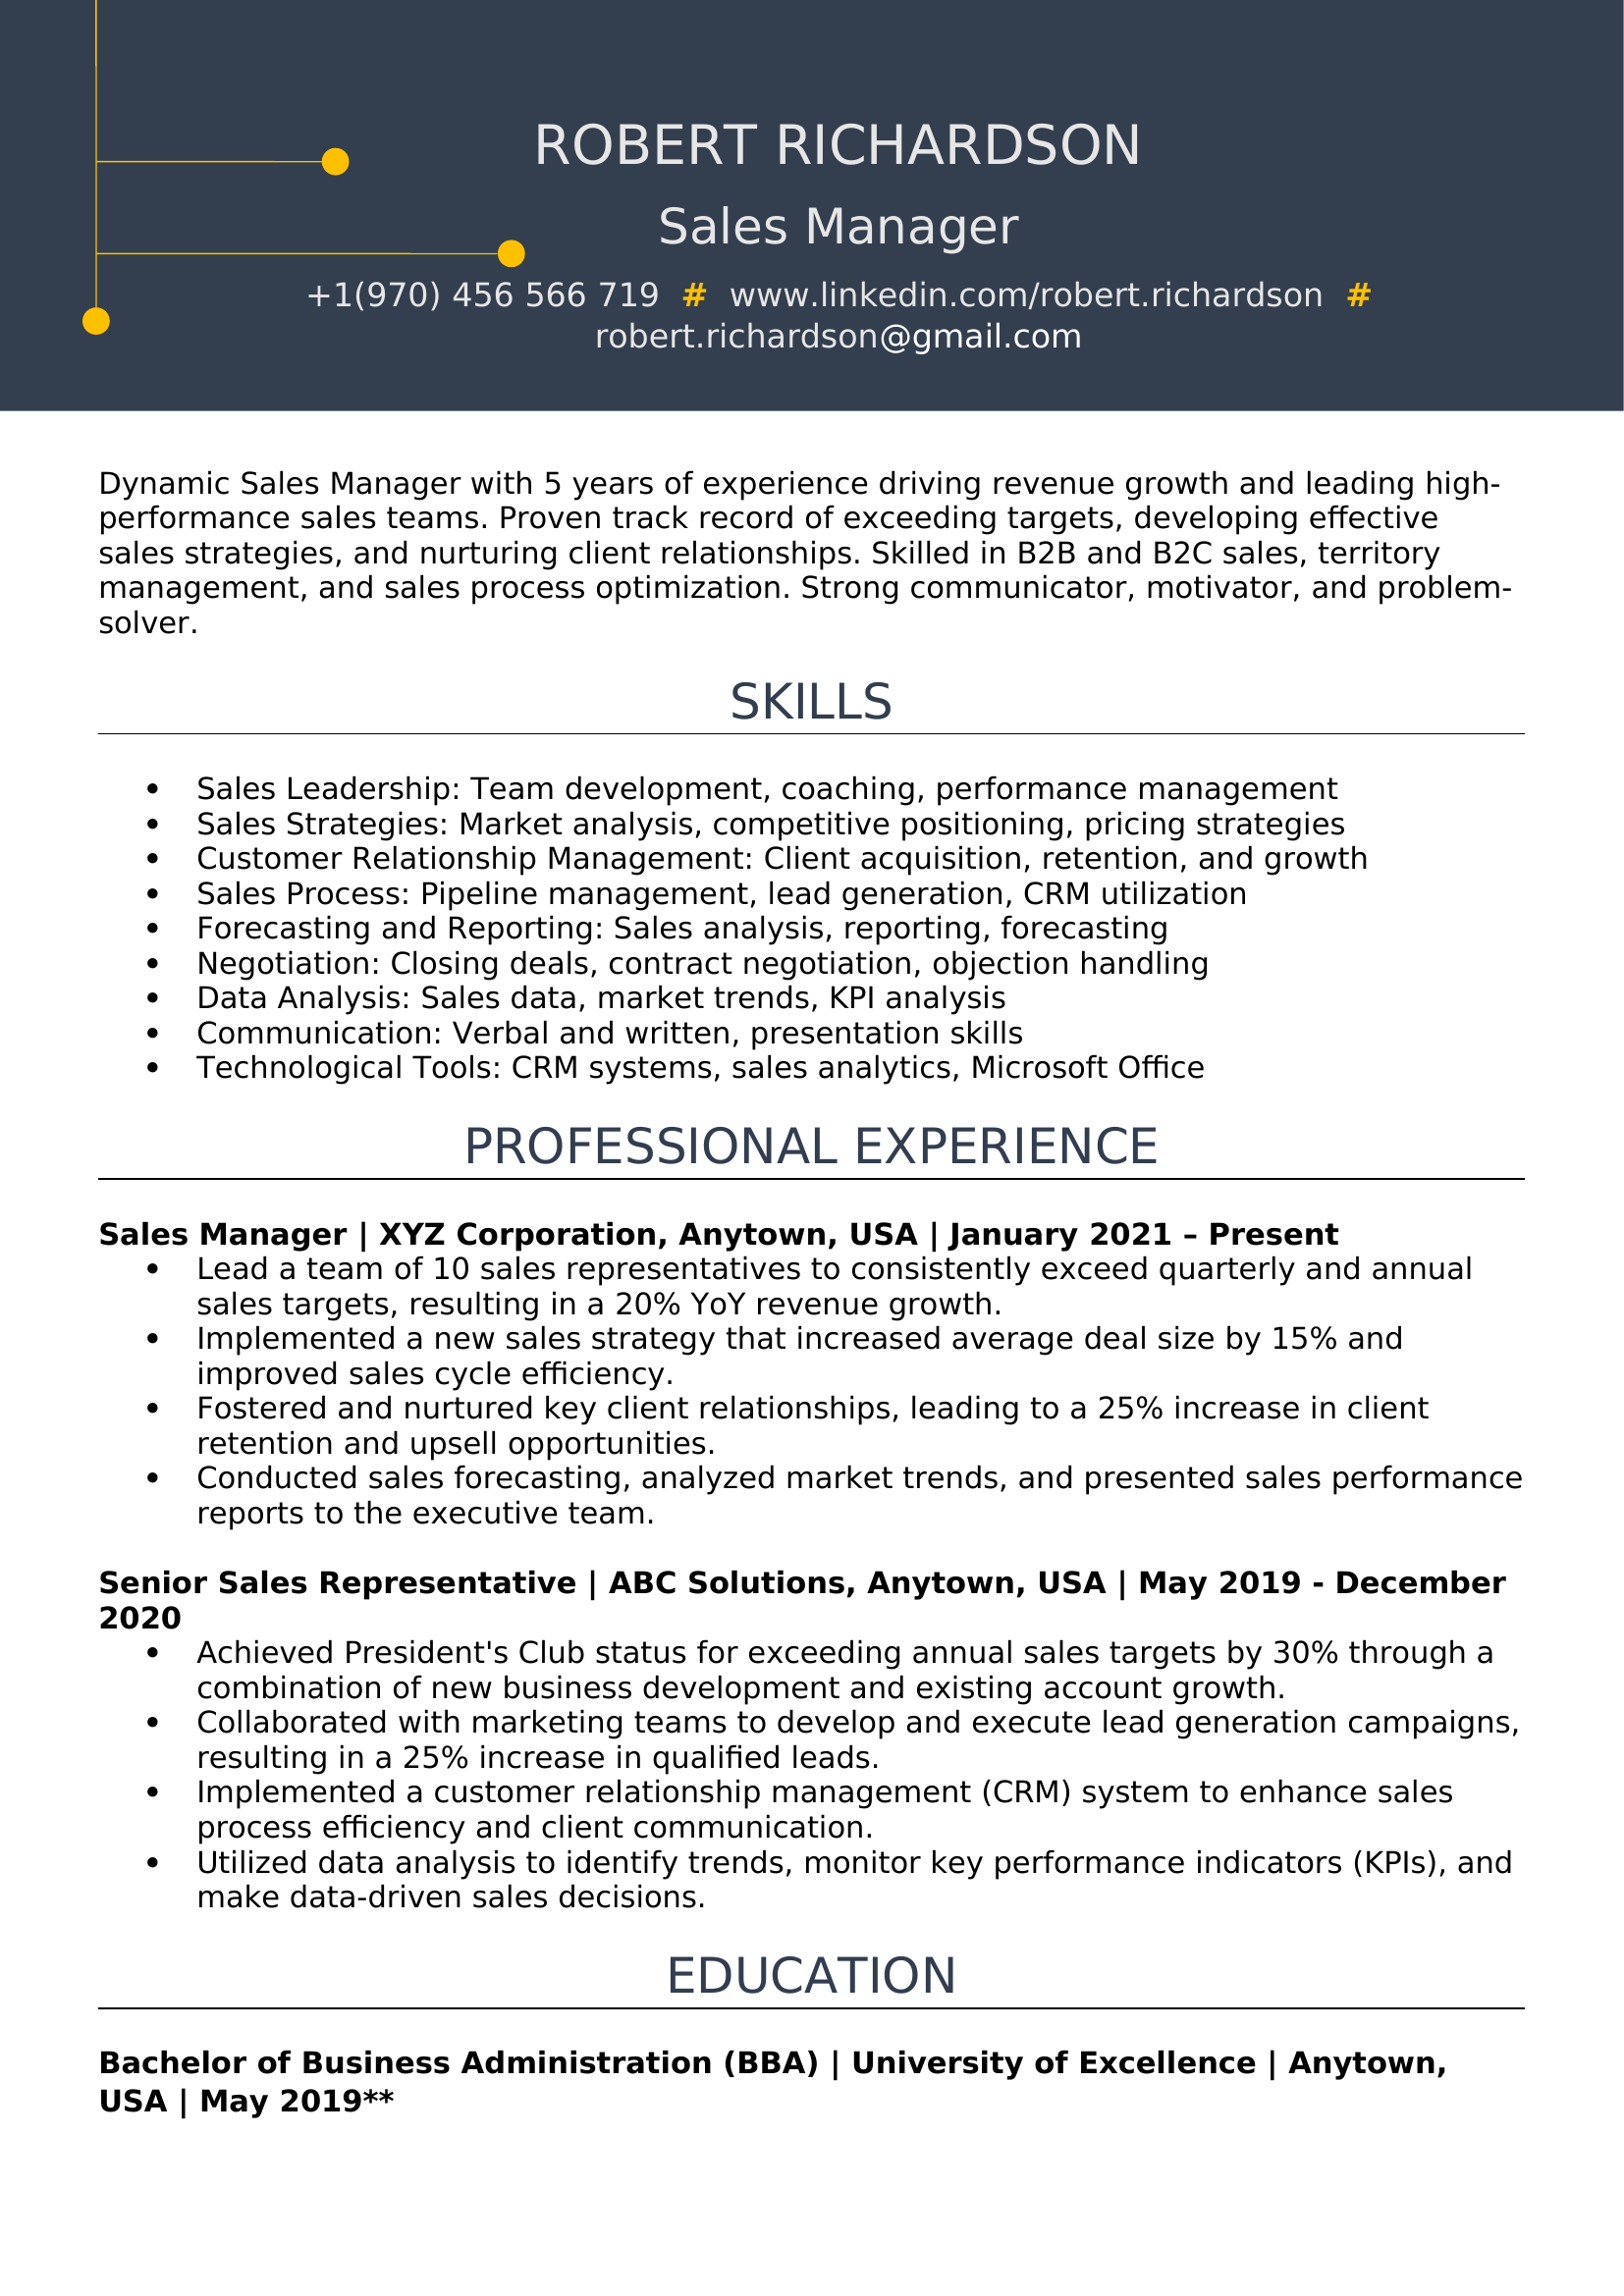 ROBERT RICHARDSON
Sales Manager
+1(970) 456 566 719 # www.linkedin.com/robert.richardson #
robert.richardson@gmail.com
Dynamic Sales Manager with 5 years of experience driving revenue growth and leading high-
performance sales teams. Proven track record of exceeding targets, developing effective
sales strategies, and nurturing client relationships. Skilled in B2B and B2C sales, territory
management, and sales process optimization. Strong communicator, motivator, and problem-
solver.
SKILLS
• Sales Leadership: Team development, coaching, performance management
• Sales Strategies: Market analysis, competitive positioning, pricing strategies
• Customer Relationship Management: Client acquisition, retention, and growth
• Sales Process: Pipeline management, lead generation, CRM utilization
• Forecasting and Reporting: Sales analysis, reporting, forecasting
• Negotiation: Closing deals, contract negotiation, objection handling
• Data Analysis: Sales data, market trends, KPI analysis
• Communication: Verbal and written, presentation skills
• Technological Tools: CRM systems, sales analytics, Microsoft Office
PROFESSIONAL EXPERIENCE
Sales Manager | XYZ Corporation, Anytown, USA | January 2021 – Present
• Lead a team of 10 sales representatives to consistently exceed quarterly and annual
sales targets, resulting in a 20% YoY revenue growth.
• Implemented a new sales strategy that increased average deal size by 15% and
improved sales cycle efficiency.
• Fostered and nurtured key client relationships, leading to a 25% increase in client
retention and upsell opportunities.
• Conducted sales forecasting, analyzed market trends, and presented sales performance
reports to the executive team.
Senior Sales Representative | ABC Solutions, Anytown, USA | May 2019 - December
2020
• Achieved President's Club status for exceeding annual sales targets by 30% through a
combination of new business development and existing account growth.
• Collaborated with marketing teams to develop and execute lead generation campaigns,
resulting in a 25% increase in qualified leads.
• Implemented a customer relationship management (CRM) system to enhance sales
process efficiency and client communication.
• Utilized data analysis to identify trends, monitor key performance indicators (KPIs), and
make data-driven sales decisions.
EDUCATION
Bachelor of Business Administration (BBA) | University of Excellence | Anytown,
USA | May 2019**